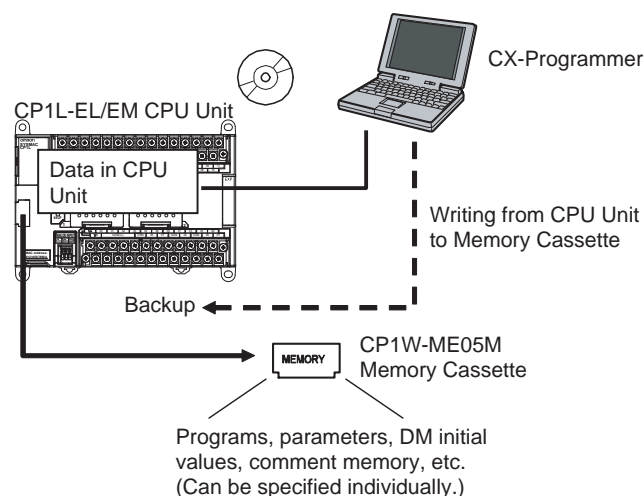 CX-Programmer
CP1L-EL/EM CPU Unit
Data in CPU
Unit
EXP
Writing from CPU Unit
to Memory Cassette
Backup
MEMORY
CP1W-ME05M
Memory Cassette
Programs, parameters, DM initial
values, comment memory, etc.
(Can be specified individually.)